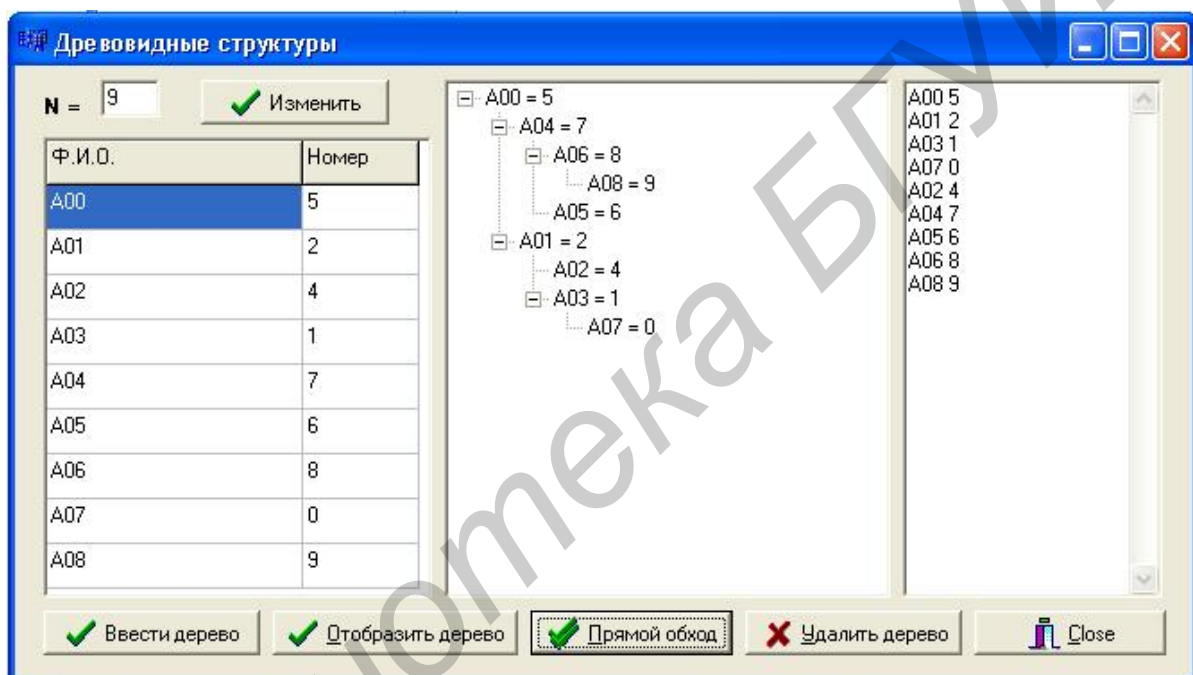 Древовидные структуры
N = 9 Изменить
Ф.И.О. Номер
A00 5
A01 2
A02 4
A03 1
A04 7
A05 6
A06 8
A07 0
A08 9
A00 = 5
A04 = 7
A06 = 8
A08 = 9
A05 = 6
A01 = 2
A02 = 4
A03 = 1
A07 = 0
A00 5
A01 2
A03 1
A07 0
A02 4
A04 7
A05 6
A06 8
A08 9
Ввести дерево Отобразить дерево Прямой обход Удалить дерево Close